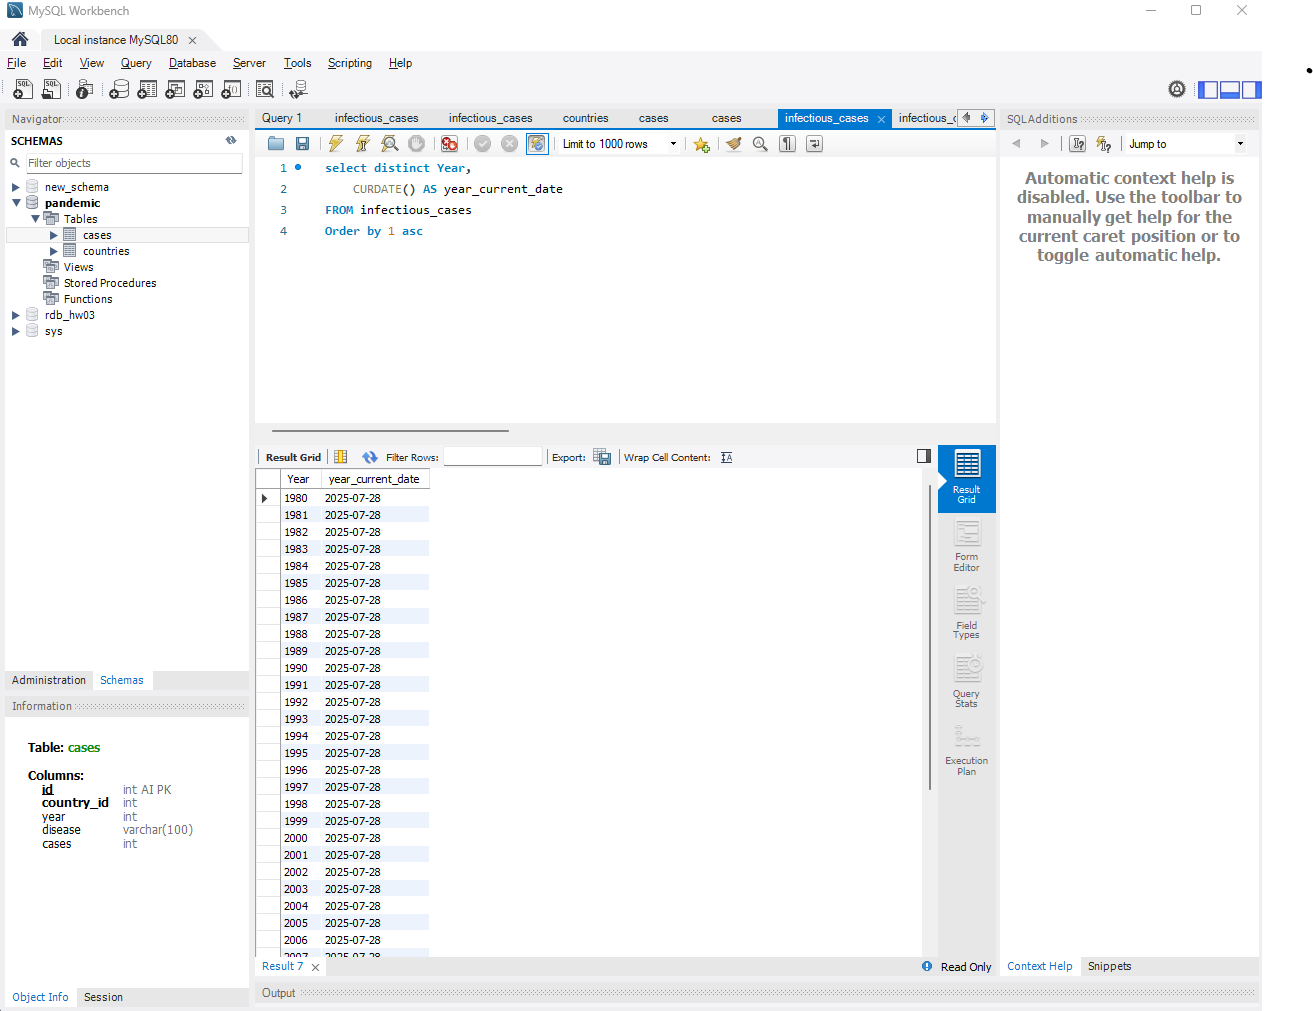 MySQL Workbench
Local instance MySQL80
File Edit View Query Database Server Tools Scripting Help
Navigator
SCHEMAS
Filter objects
new_schema
pandemic
Tables
cases
countries
Views
Stored Procedures
Functions
rdb_hw03
sys
Administration Schemas
Information
Table: cases
Columns:
id int AI PK
country_id int
year int
disease varchar(100)
cases int
Object Info Session
Query 1 infectious_cases infectious_cases countries cases cases infectious_cases infectious_c
Limit to 1000 rows
1 select distinct Year,
2 CURDATE() AS year_current_date
3 FROM infectious_cases
4 Order by 1 asc
Result Grid Filter Rows: Export: Wrap Cell Content:
Year year_current_date
1980 2025-07-28
1981 2025-07-28
1982 2025-07-28
1983 2025-07-28
1984 2025-07-28
1985 2025-07-28
1986 2025-07-28
1987 2025-07-28
1988 2025-07-28
1989 2025-07-28
1990 2025-07-28
1991 2025-07-28
1992 2025-07-28
1993 2025-07-28
1994 2025-07-28
1995 2025-07-28
1996 2025-07-28
1997 2025-07-28
1998 2025-07-28
1999 2025-07-28
2000 2025-07-28
2001 2025-07-28
2002 2025-07-28
2003 2025-07-28
2004 2025-07-28
2005 2025-07-28
2006 2025-07-28
2007 2025-07-28
Result Grid
Form Editor
Field Types
Query Stats
Execution Plan
Result 7
Read Only
Output
SQLAdditions
Jump to
Automatic context help is
disabled. Use the toolbar to
manually get help for the
current caret position or to
toggle automatic help.
Context Help Snippets